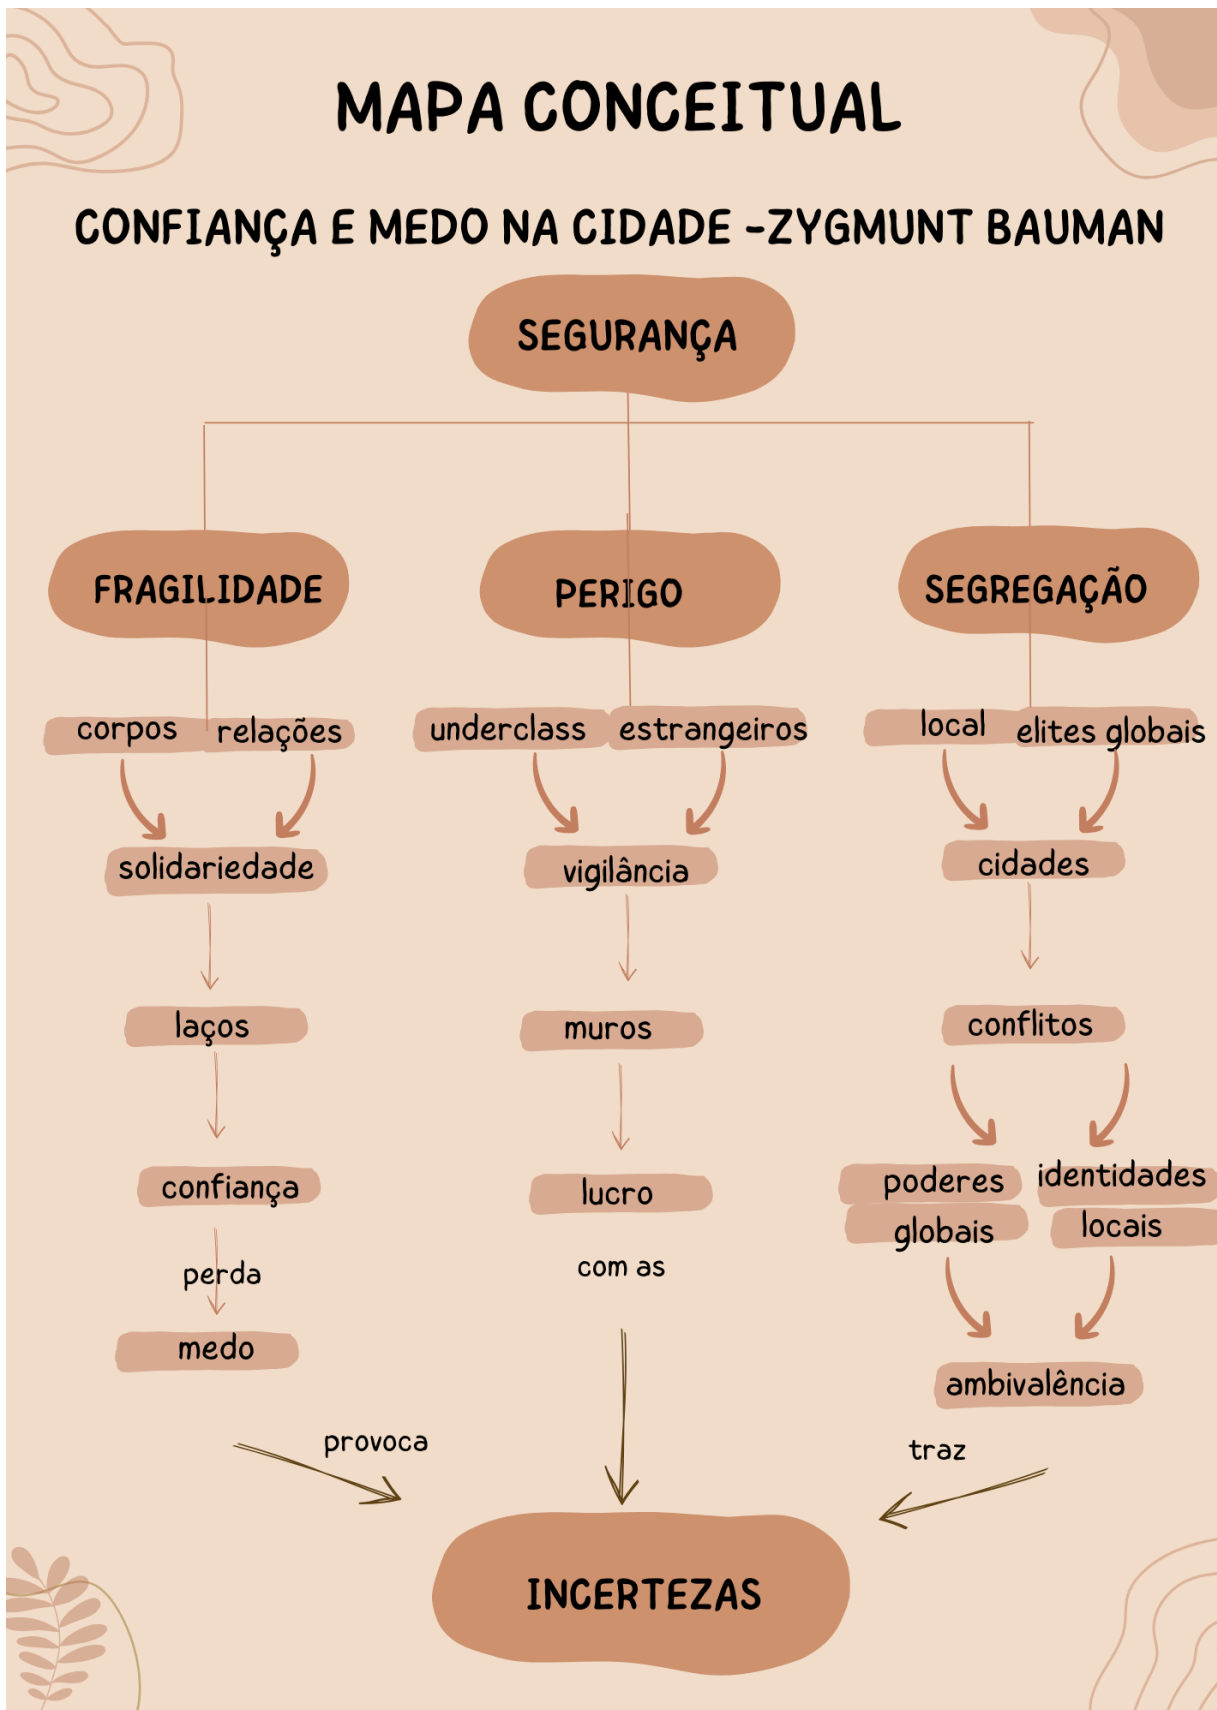 MAPA CONCEITUAL
CONFIANÇA E MEDO NA CIDADE -ZYGMUNT BAUMAN
SEGURANÇA
FRAGILIDADE
PERIGO
SEGREGAÇÃO
corpos
relações
underclass
estrangeiros
local
elites globais
solidariedade
vigilância
cidades
laços
muros
conflitos
confiança
lucro
poderes
globais
identidades
locais
perda
com as
medo
ambivalência
provoca
traz
INCERTEZAS